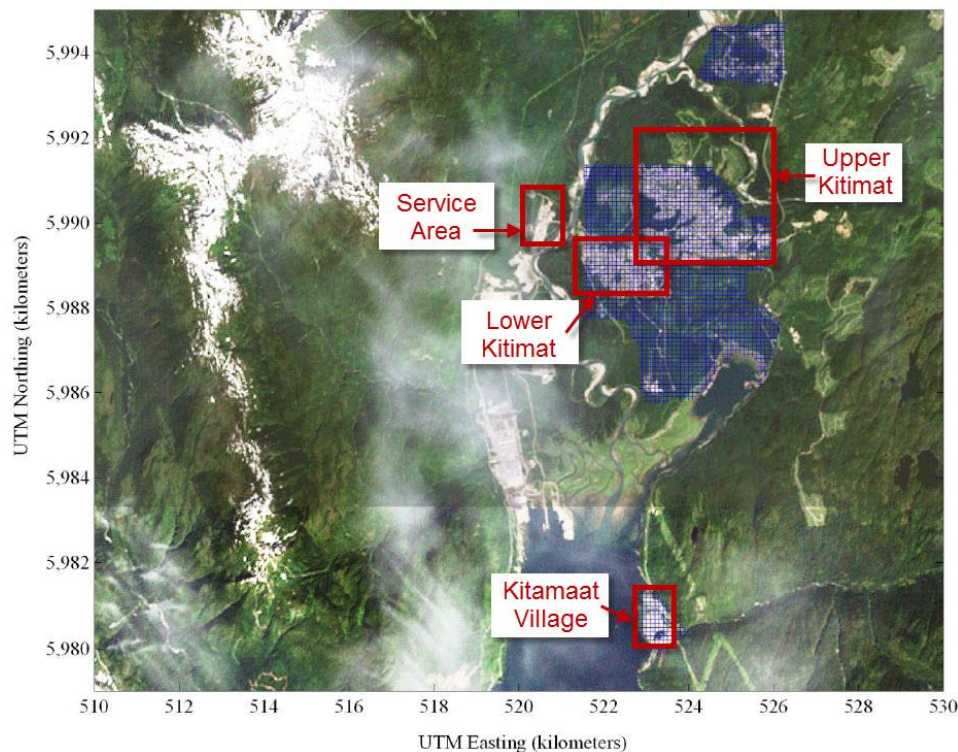 5,994
5,992
5,990
5,988
5,986
5,984
5,982
5,980
UTM Northing (kilometers)
Upper
Kitimat
Service
Area
Lower
Kitimat
Kitamaat
Village
510 512 514 516 518 520 522 524 526 528 530
UTM Easting (kilometers)